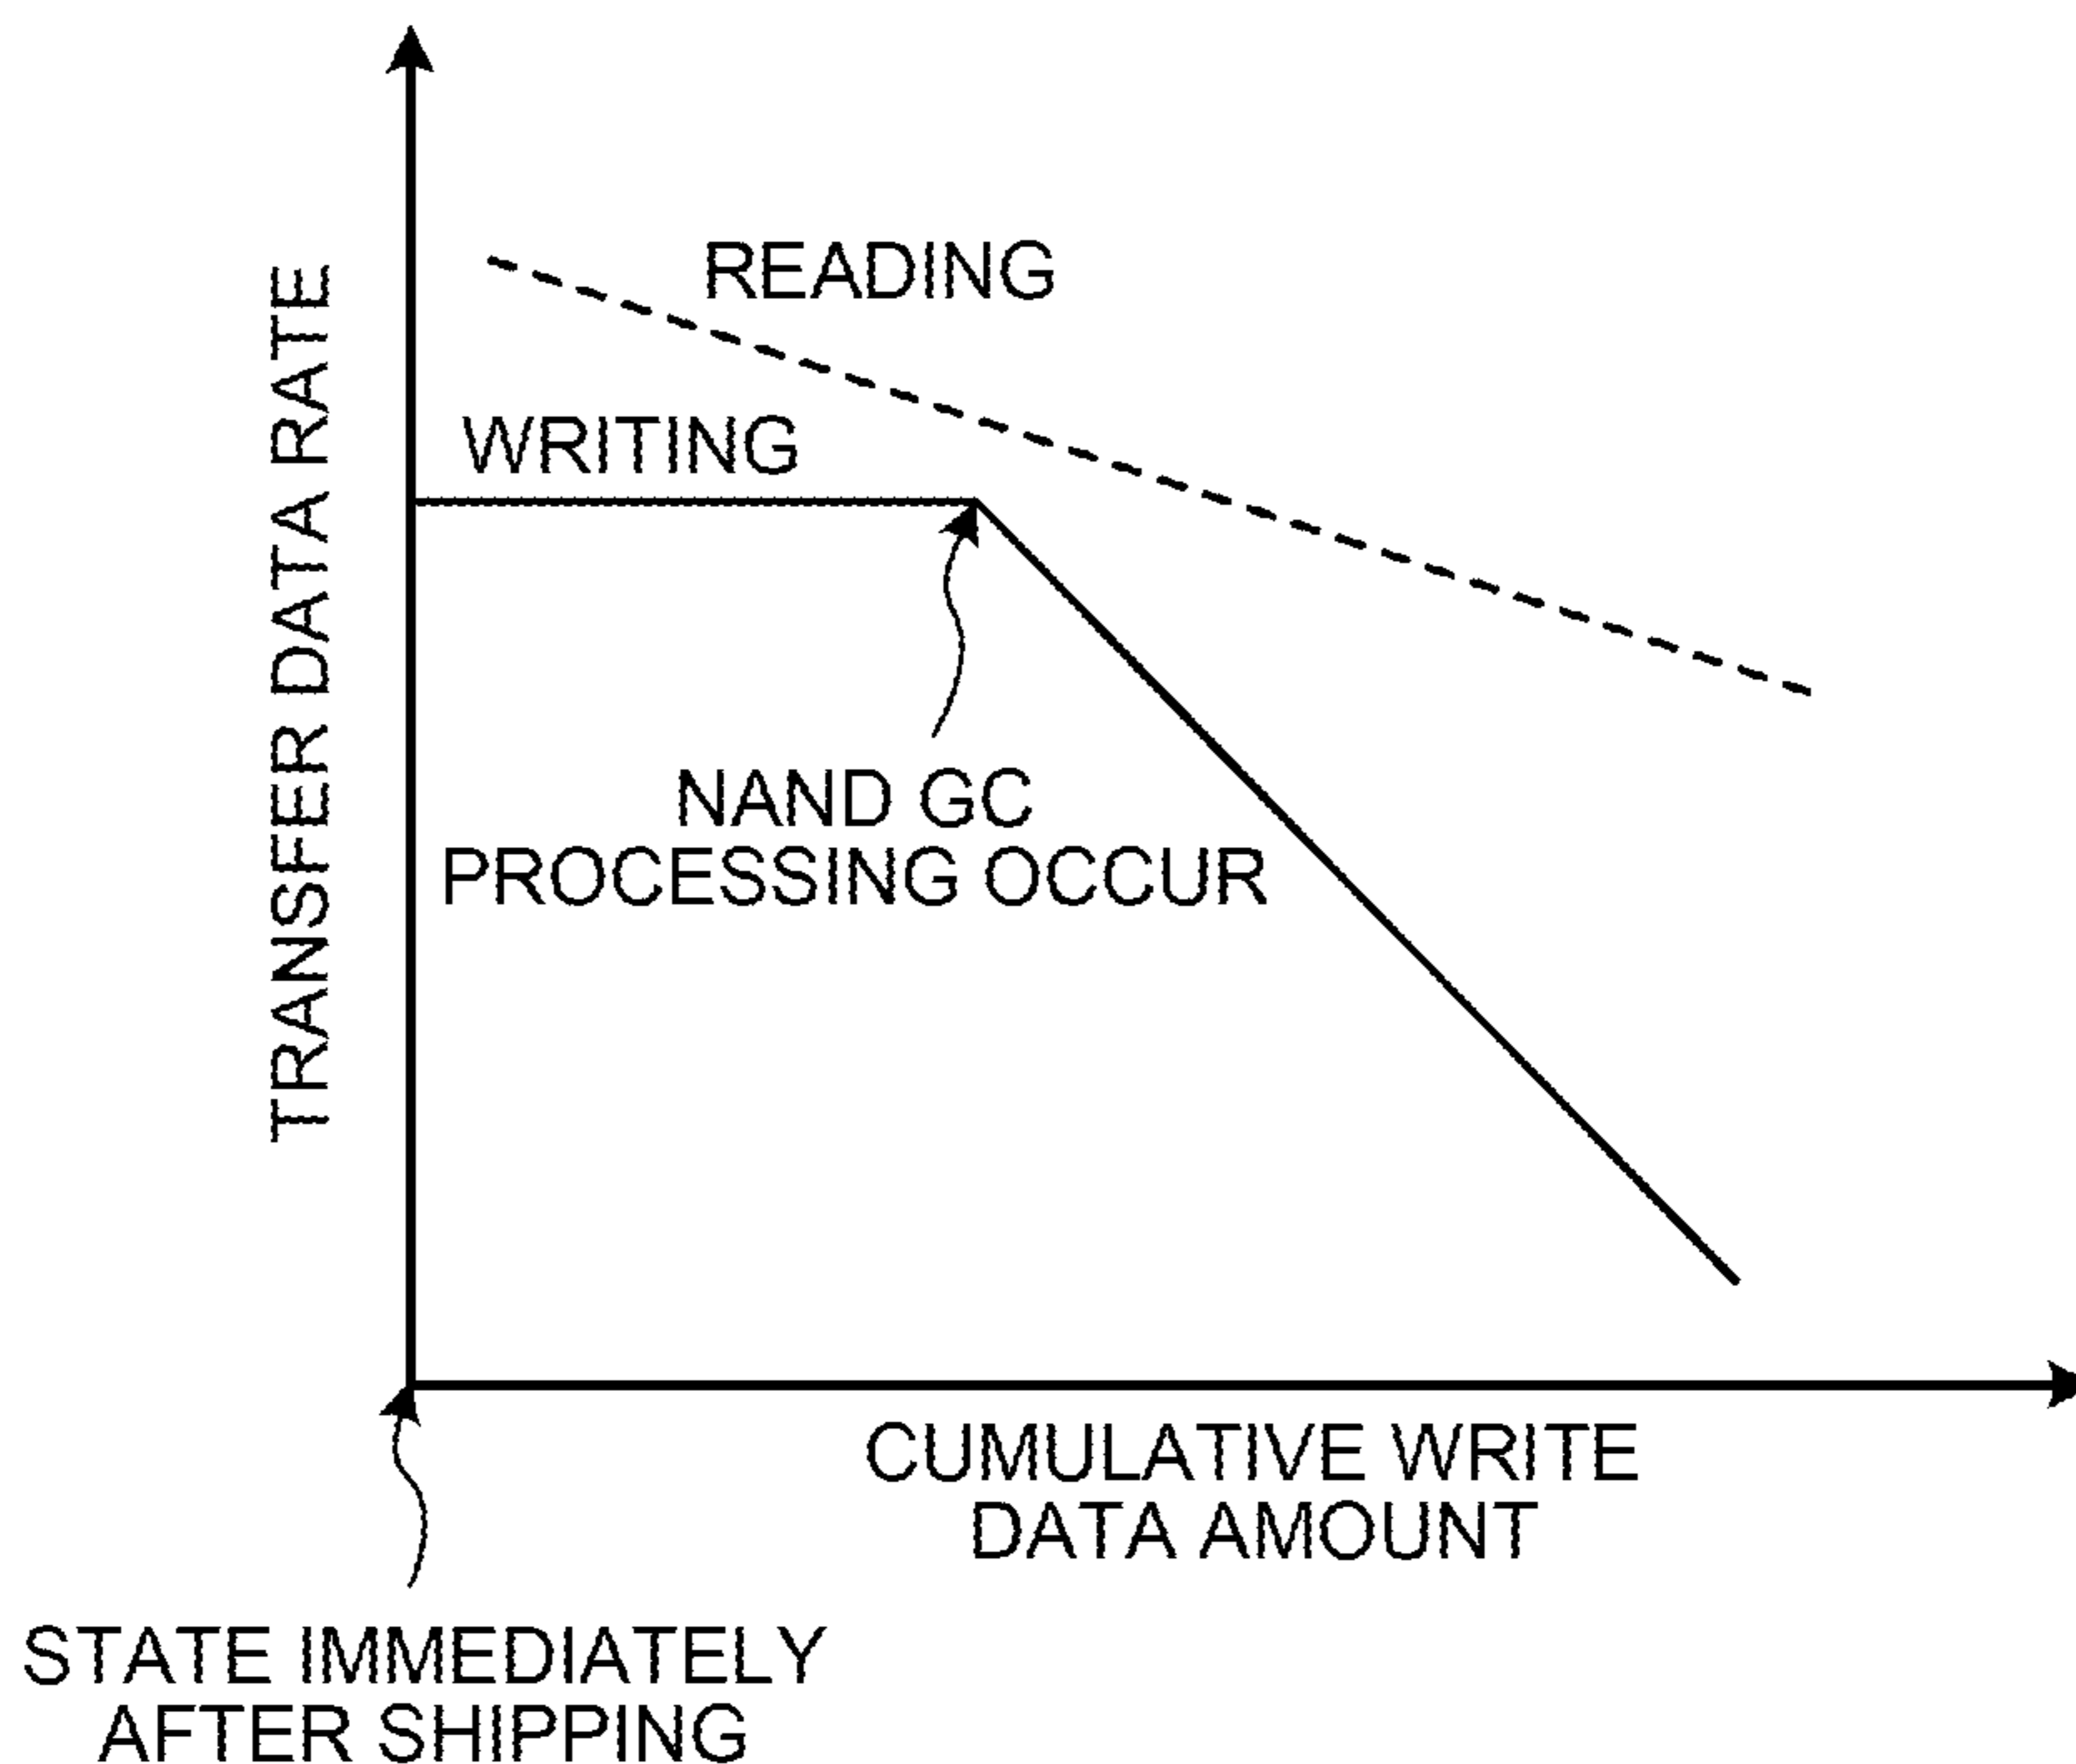 TRANSFER DATA RATE
READING
WRITING
NAND GC
PROCESSING OCCUR
CUMULATIVE WRITE
DATA AMOUNT
STATE IMMEDIATELY
AFTER SHIPPING